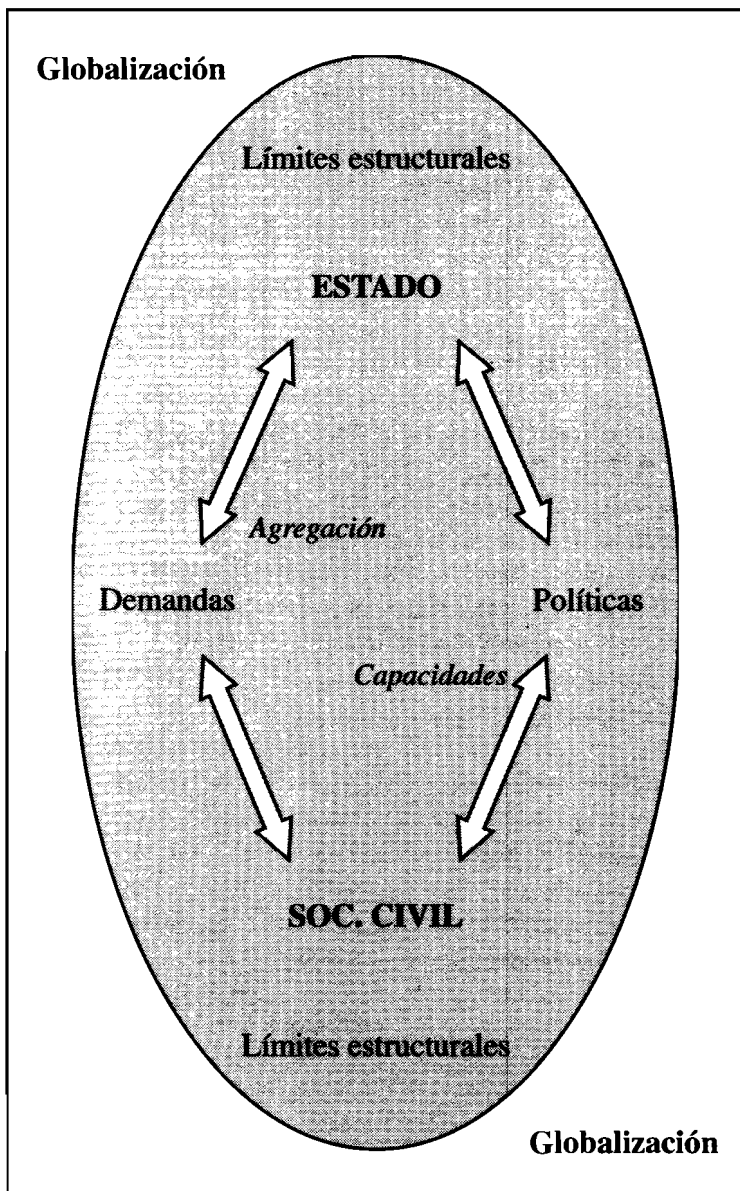 Globalización
Límites estructurales
ESTADO
Agregación
Demandas
Políticas
Capacidades
SOC. CIVIL
Límites estructurales
Globalización